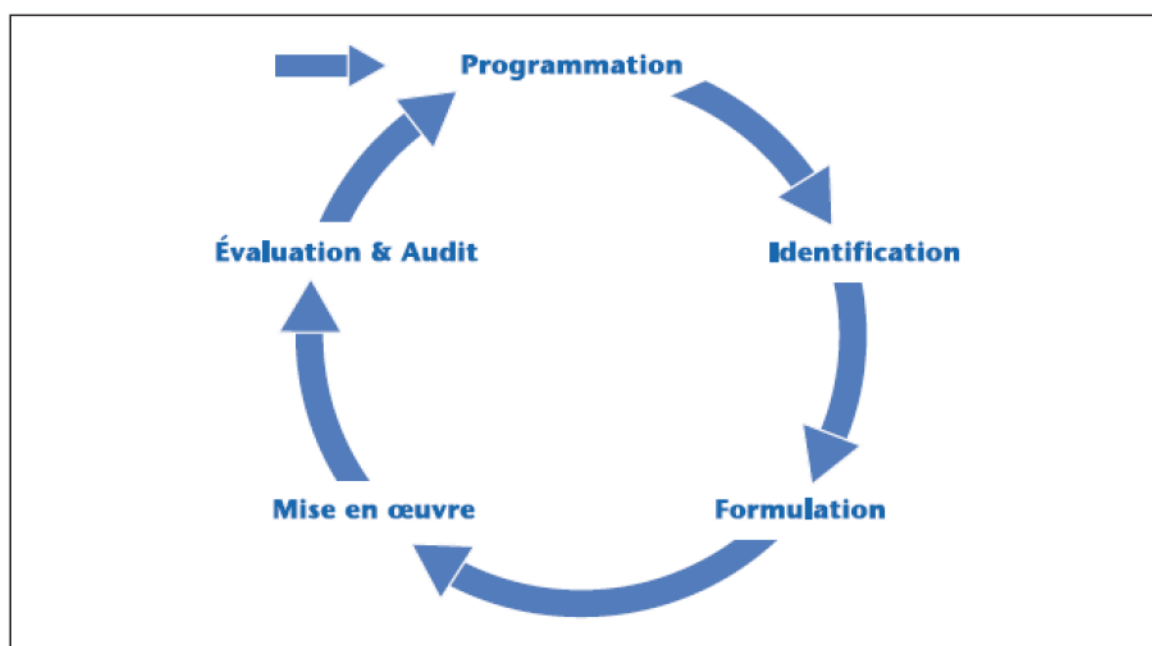 Programmation
Évaluation & Audit
Identification
Mise en œuvre
Formulation